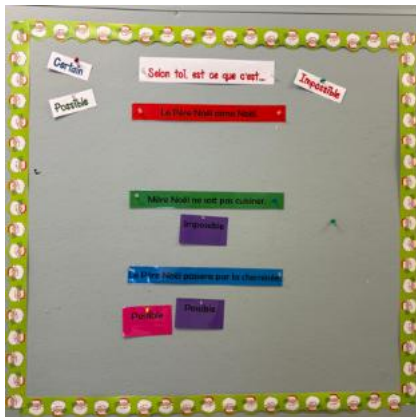 Certain
Selon toi, est ce que c'est...
Impossible
Possible
Le Père Noël aime Noël.
Mère Noël ne sait pas cuisiner.
Impossible
Le Père Noël passera par la cheminée.
Possible
Possible